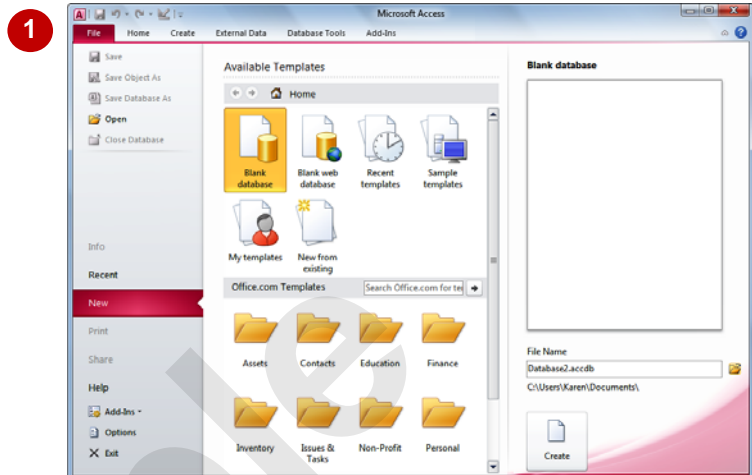 1
Microsoft Access
File Home Create External Data Database Tools Add-Ins
Save
Save Object As
Save Database As
Open
Close Database
Info
Recent
New
Print
Share
Help
Add-Ins
Options
Exit
Available Templates
Home
Blank database
Blank web database
Recent templates
Sample templates
My templates
New from existing
Office.com Templates
Search Office.com for te
Assets
Contacts
Education
Finance
Inventory
Issues & Tasks
Non-Profit
Personal
Blank database
File Name
Database2.accdb
C:\Users\Karen\Documents\
Create